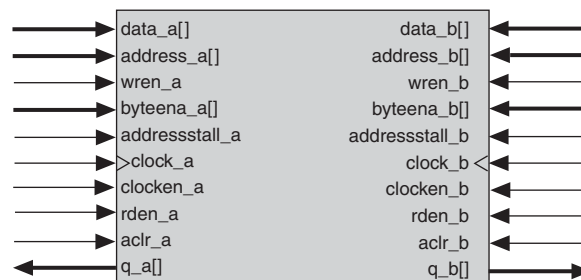 data_a[] data_b[]
address_a[] address_b[]
wren_a wren_b
byteena_a[] byteena_b[]
addressstall_a addressstall_b
clock_a clock_b
clocken_a clocken_b
rden_a rden_b
aclr_a aclr_b
q_a[] q_b[]